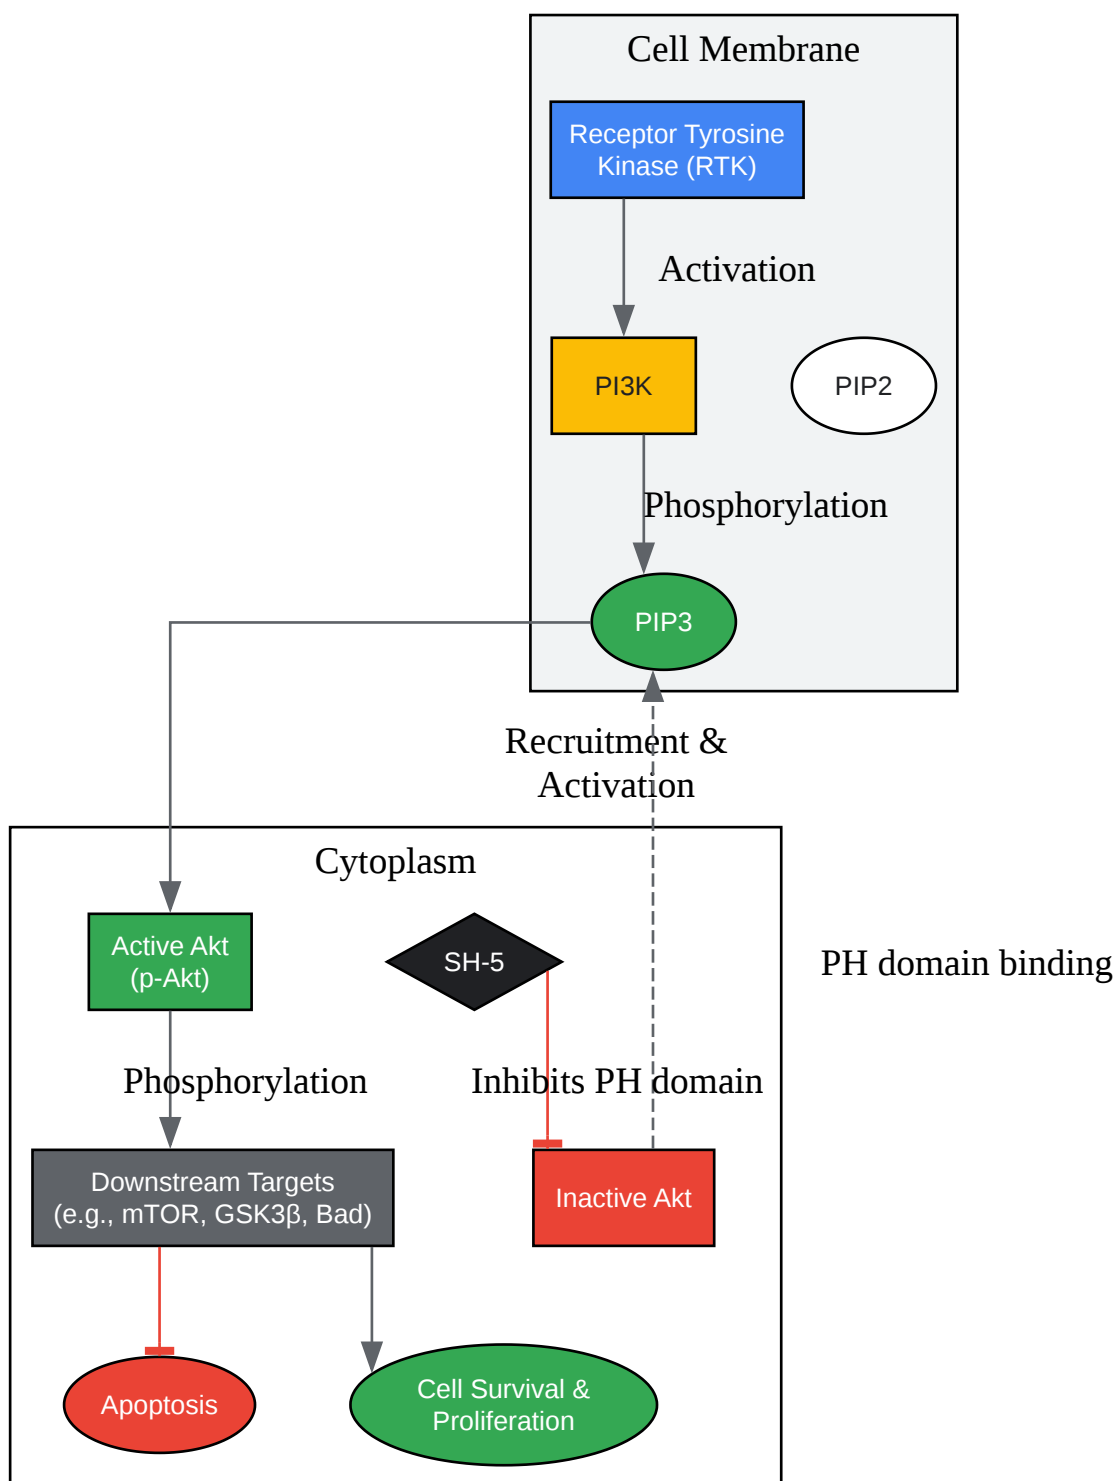 Cell Membrane
Receptor Tyrosine
Kinase (RTK)
Activation
PI3K
PIP2
Phosphorylation
PIP3
Recruitment &
Activation
Cytoplasm
Active Akt
(p-Akt)
SH-5
PH domain binding
Phosphorylation
Inhibits PH domain
Downstream Targets
(e.g., mTOR, GSK3β, Bad)
Inactive Akt
Apoptosis
Cell Survival &
Proliferation